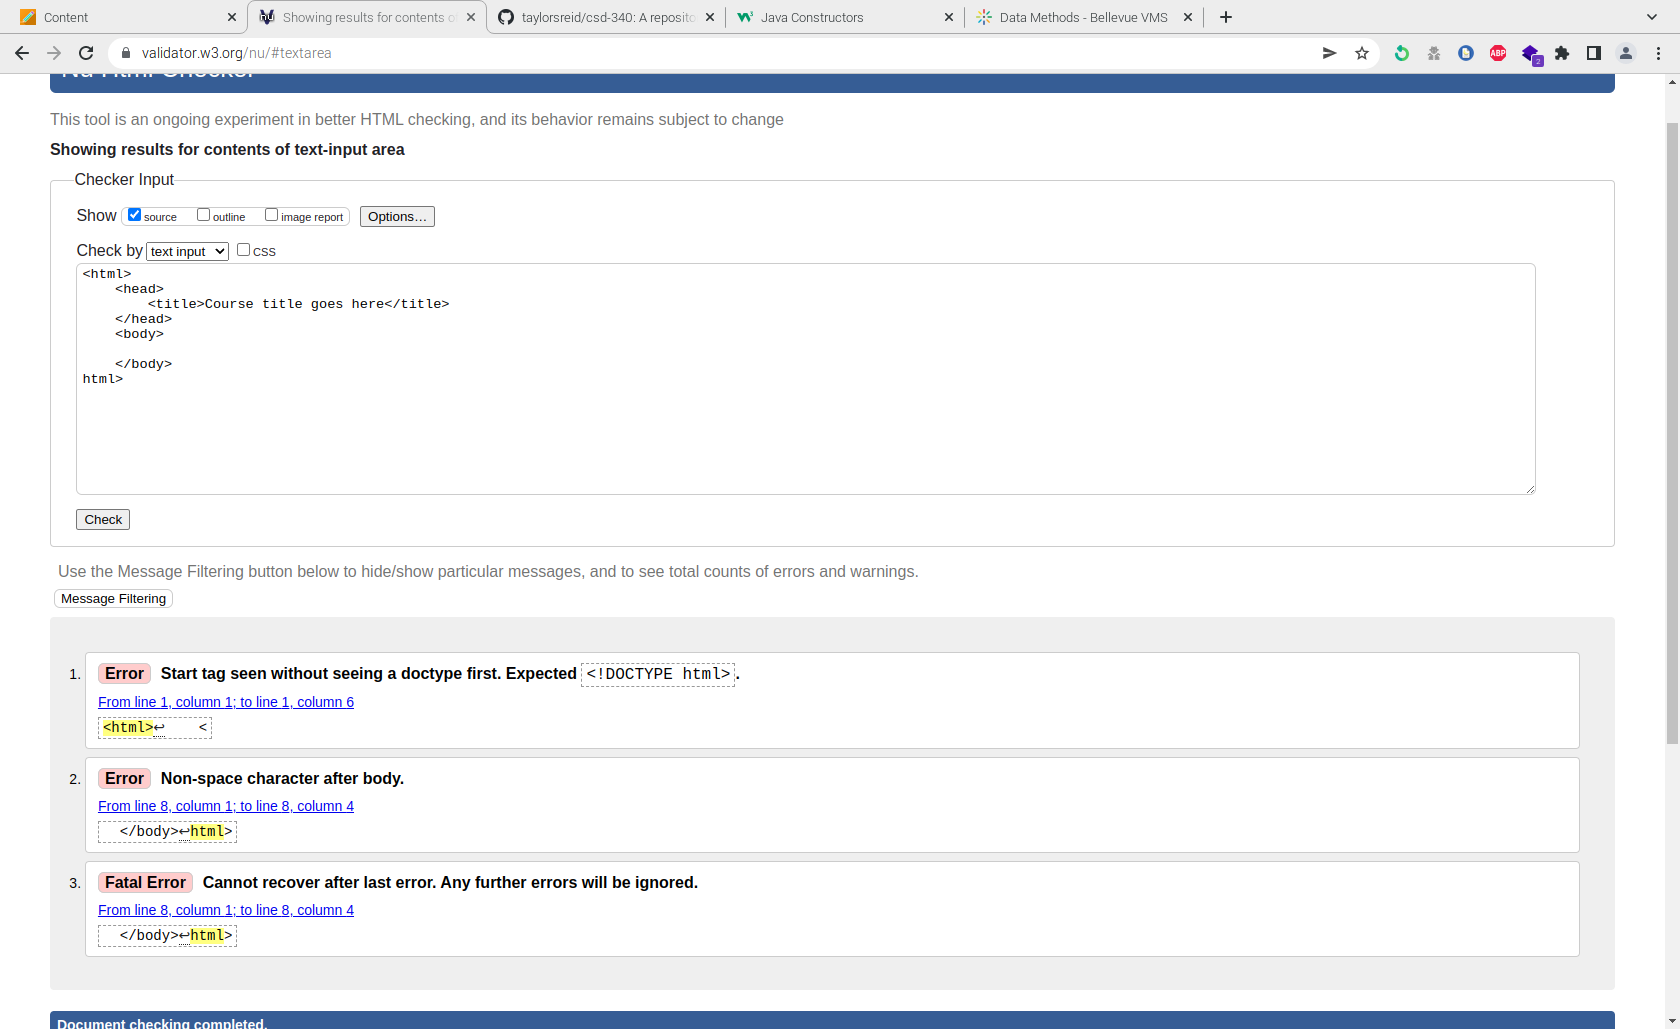 Content
Showing results for contents o
taylorsreid/csd-340: A reposito
Java Constructors
Data Methods - Bellevue VMS
validator.w3.org/nu/#textarea
ABP
2
Nu Html Checker
This tool is an ongoing experiment in better HTML checking, and its behavior remains subject to change
Showing results for contents of text-input area
Checker Input
Show source outline image report Options...
Check by text input CSS
<html>
    <head>
        <title>Course title goes here</title>
    </head>
    <body>
    </body>
html>
Check
Use the Message Filtering button below to hide/show particular messages, and to see total counts of errors and warnings.
Message Filtering
1. Error Start tag seen without seeing a doctype first. Expected <!DOCTYPE html>.
From line 1, column 1; to line 1, column 6
<html>↩    <
2. Error Non-space character after body.
From line 8, column 1; to line 8, column 4
</body>↩html>
3. Fatal Error Cannot recover after last error. Any further errors will be ignored.
From line 8, column 1; to line 8, column 4
</body>↩html>
Document checking completed.